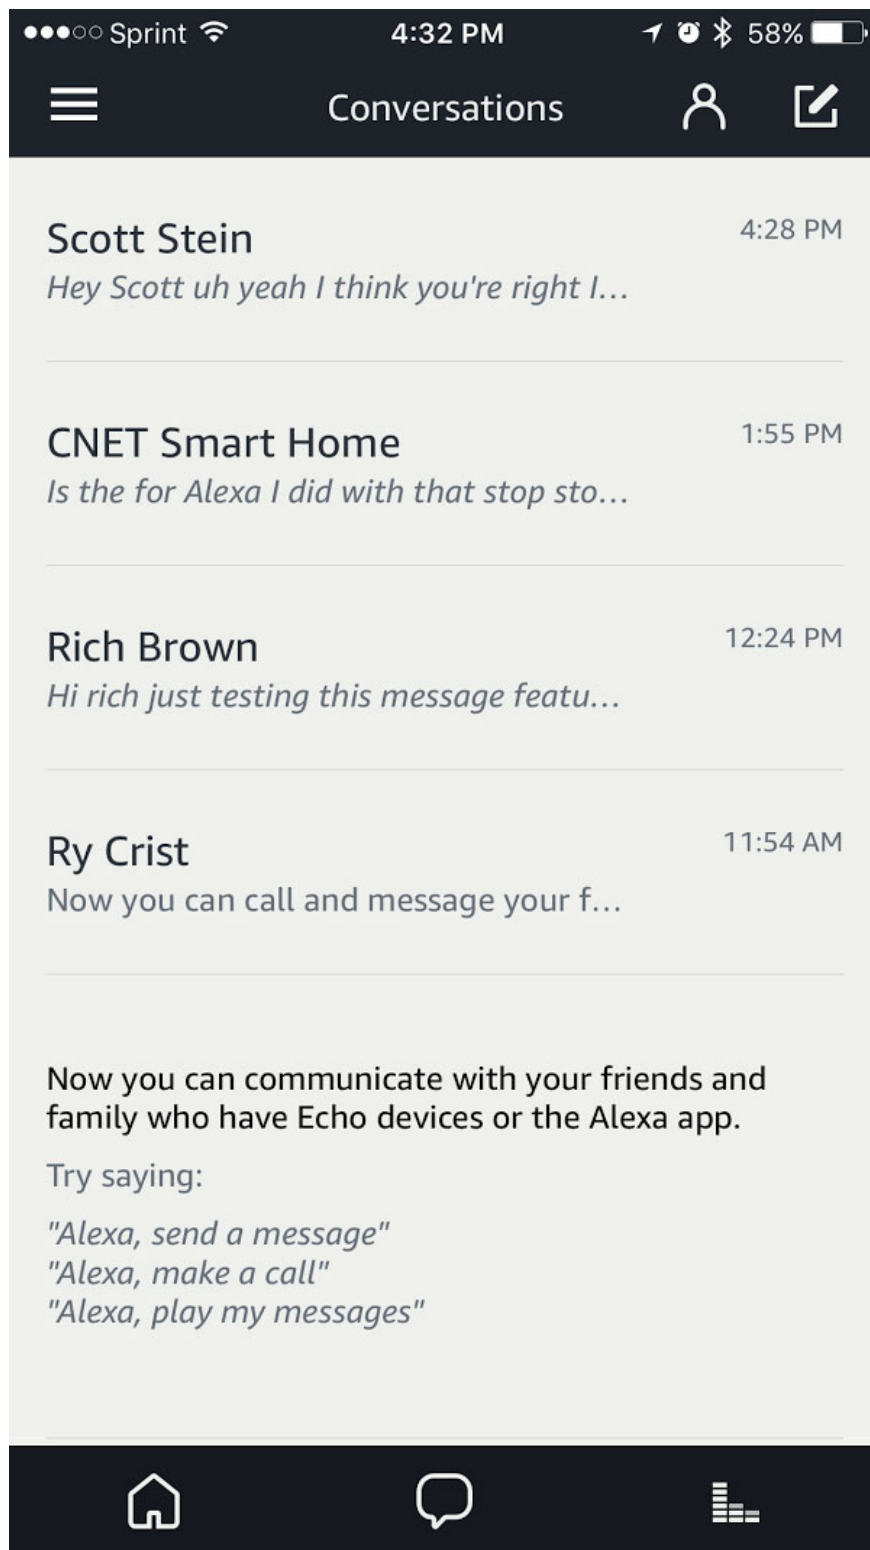 Sprint 4:32 PM 58%
Conversations
Scott Stein 4:28 PM
Hey Scott uh yeah I think you're right I...
CNET Smart Home 1:55 PM
Is the for Alexa I did with that stop sto...
Rich Brown 12:24 PM
Hi rich just testing this message featu...
Ry Crist 11:54 AM
Now you can call and message your f...
Now you can communicate with your friends and
family who have Echo devices or the Alexa app.
Try saying:
"Alexa, send a message"
"Alexa, make a call"
"Alexa, play my messages"